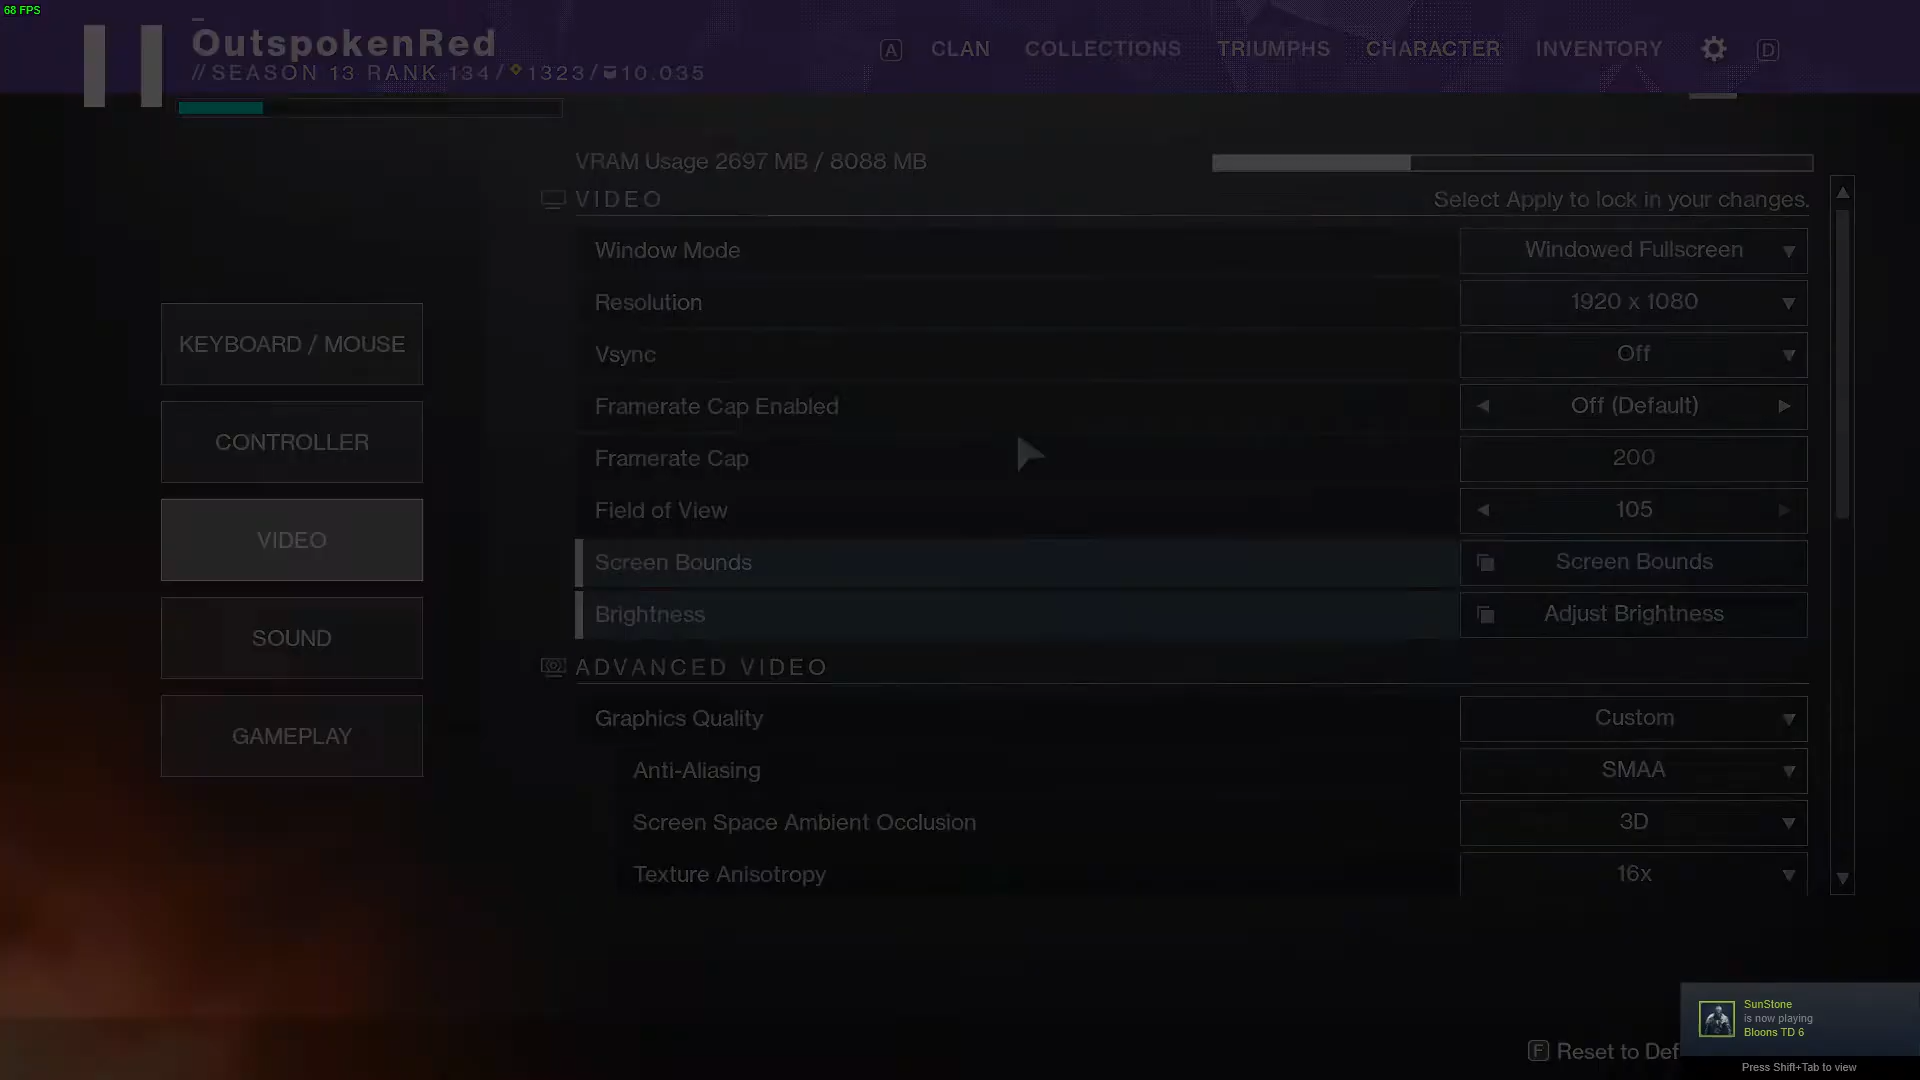 68 FPS
OutspokenRed
//SEASON 13 RANK 134/1323/10.035
A CLAN COLLECTIONS TRIUMPHS CHARACTER INVENTORY D
VRAM Usage 2697 MB / 8088 MB
VIDEO Select Apply to lock in your changes.
Window Mode Windowed Fullscreen
Resolution 1920 x 1080
Vsync Off
Framerate Cap Enabled Off (Default)
Framerate Cap 200
Field of View 105
Screen Bounds Screen Bounds
Brightness Adjust Brightness
ADVANCED VIDEO
Graphics Quality Custom
Anti-Aliasing SMAA
Screen Space Ambient Occlusion 3D
Texture Anisotropy 16x
KEYBOARD / MOUSE
CONTROLLER
VIDEO
SOUND
GAMEPLAY
F Reset to Def
SunStone
is now playing
Bloons TD 6
Press Shift+Tab to view